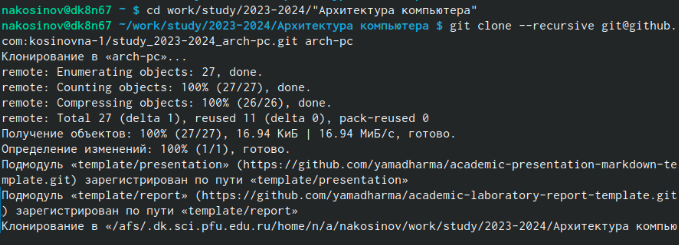 nakosinov@dk8n67 ~ $ cd work/study/2023-2024/"Архитектура компьютера"
nakosinov@dk8n67 ~/work/study/2023-2024/Архитектура компьютера $ git clone --recursive git@github.
com:kosinovna-1/study_2023-2024_arch-pc.git arch-pc
Клонирование в «arch-pc»...
remote: Enumerating objects: 27, done.
remote: Counting objects: 100% (27/27), done.
remote: Compressing objects: 100% (26/26), done.
remote: Total 27 (delta 1), reused 11 (delta 0), pack-reused 0
Получение объектов: 100% (27/27), 16.94 КиБ | 16.94 МиБ/с, готово.
Определение изменений: 100% (1/1), готово.
Подмодуль «template/presentation» (https://github.com/yamadharma/academic-presentation-markdown-te
mplate.git) зарегистрирован по пути «template/presentation»
Подмодуль «template/report» (https://github.com/yamadharma/academic-laboratory-report-template.git
) зарегистрирован по пути «template/report»
Клонирование в «/afs/.dk.sci.pfu.edu.ru/home/n/a/nakosinov/work/study/2023-2024/Архитектура компью